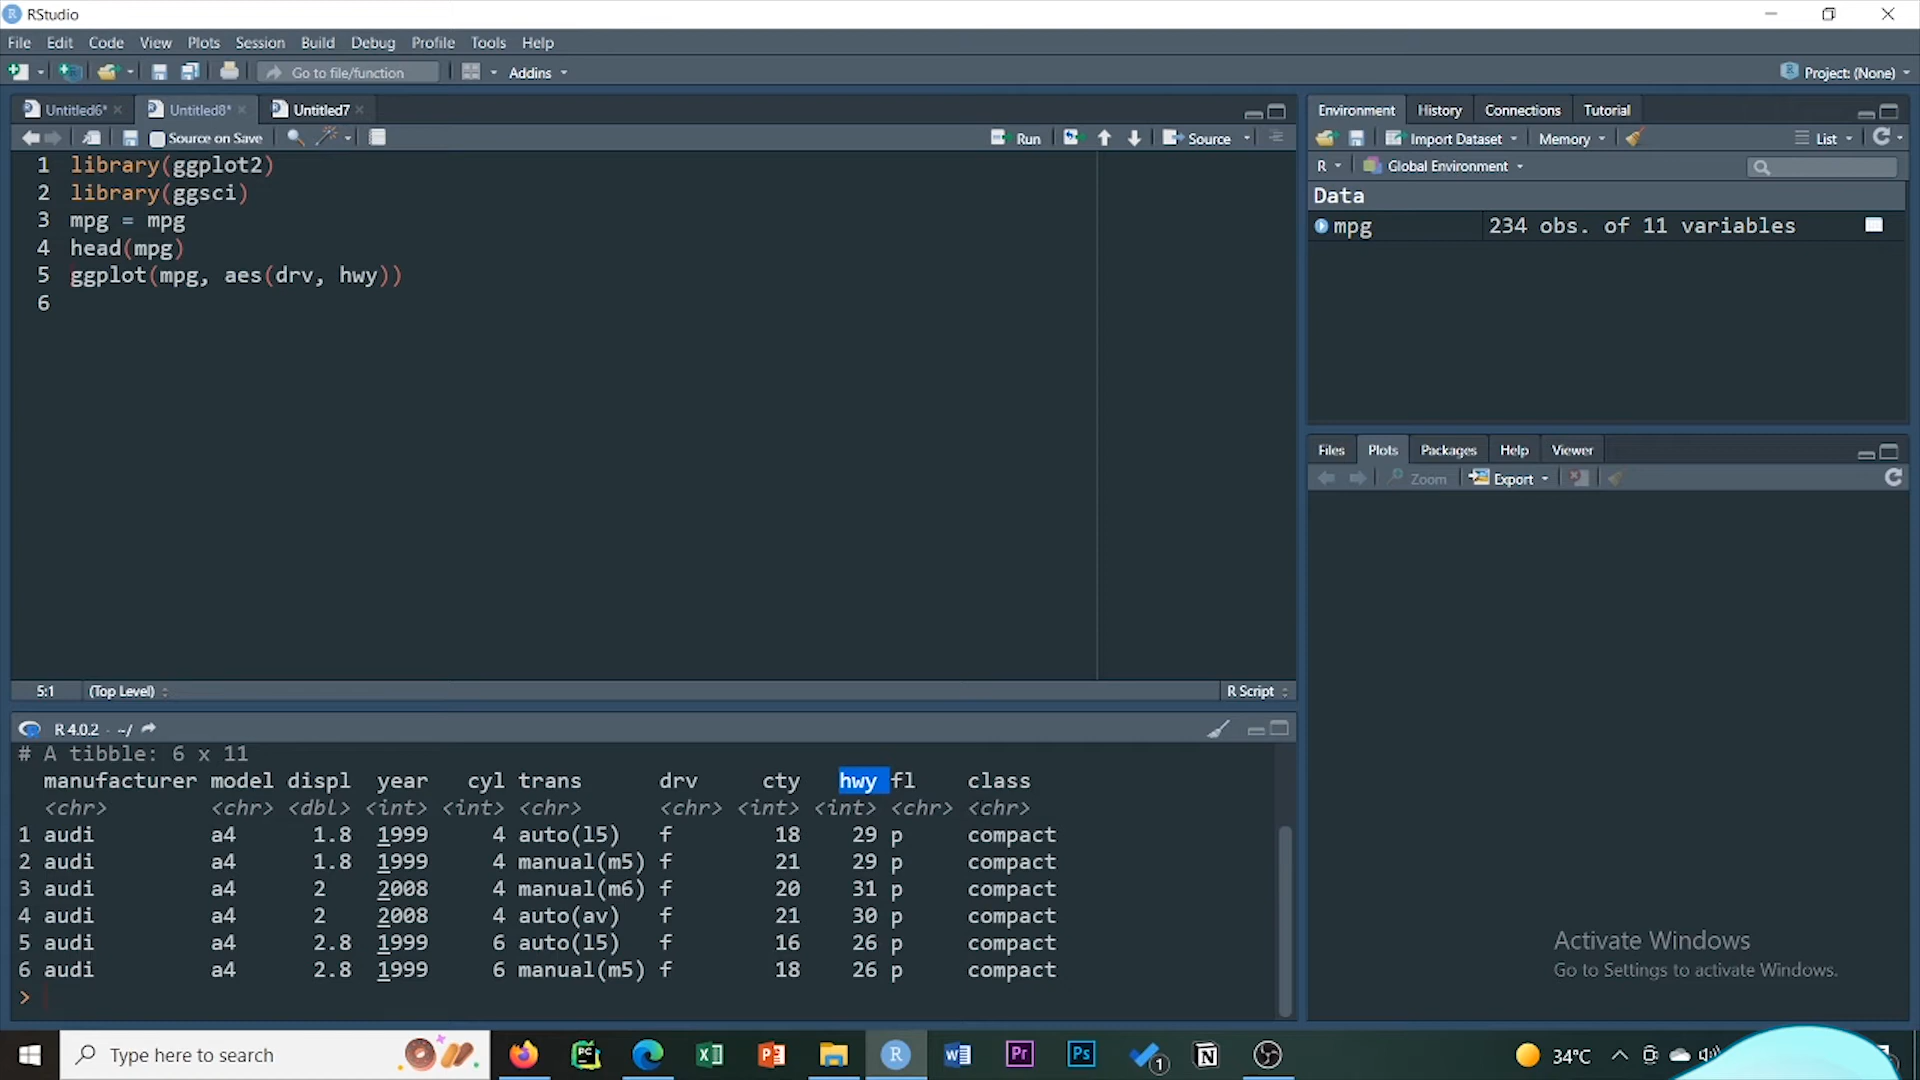 RStudio
File Edit Code View Plots Session Build Debug Profile Tools Help
Go to file/function Addins Project: (None)
Untitled6* Untitled8* Untitled7
Source on Save Run Source
1 library(ggplot2)
2 library(ggsci)
3 mpg = mpg
4 head(mpg)
5 ggplot(mpg, aes(drv, hwy))
6
5:1 (Top Level) R Script
R 4.0.2 · ~/
# A tibble: 6 x 11
manufacturer model displ year cyl trans drv cty hwy fl class
<chr> <chr> <dbl> <int> <int> <chr> <chr> <int> <int> <chr> <chr>
1 audi a4 1.8 1999 4 auto(l5) f 18 29 p compact
2 audi a4 1.8 1999 4 manual(m5) f 21 29 p compact
3 audi a4 2 2008 4 manual(m6) f 20 31 p compact
4 audi a4 2 2008 4 auto(av) f 21 30 p compact
5 audi a4 2.8 1999 6 auto(l5) f 16 26 p compact
6 audi a4 2.8 1999 6 manual(m5) f 18 26 p compact
>
Environment History Connections Tutorial
Import Dataset Memory List
R Global Environment
Data
mpg 234 obs. of 11 variables
Files Plots Packages Help Viewer
Zoom Export
Activate Windows
Go to Settings to activate Windows.
Type here to search PC X P R W Pr Ps 1 N 34°C